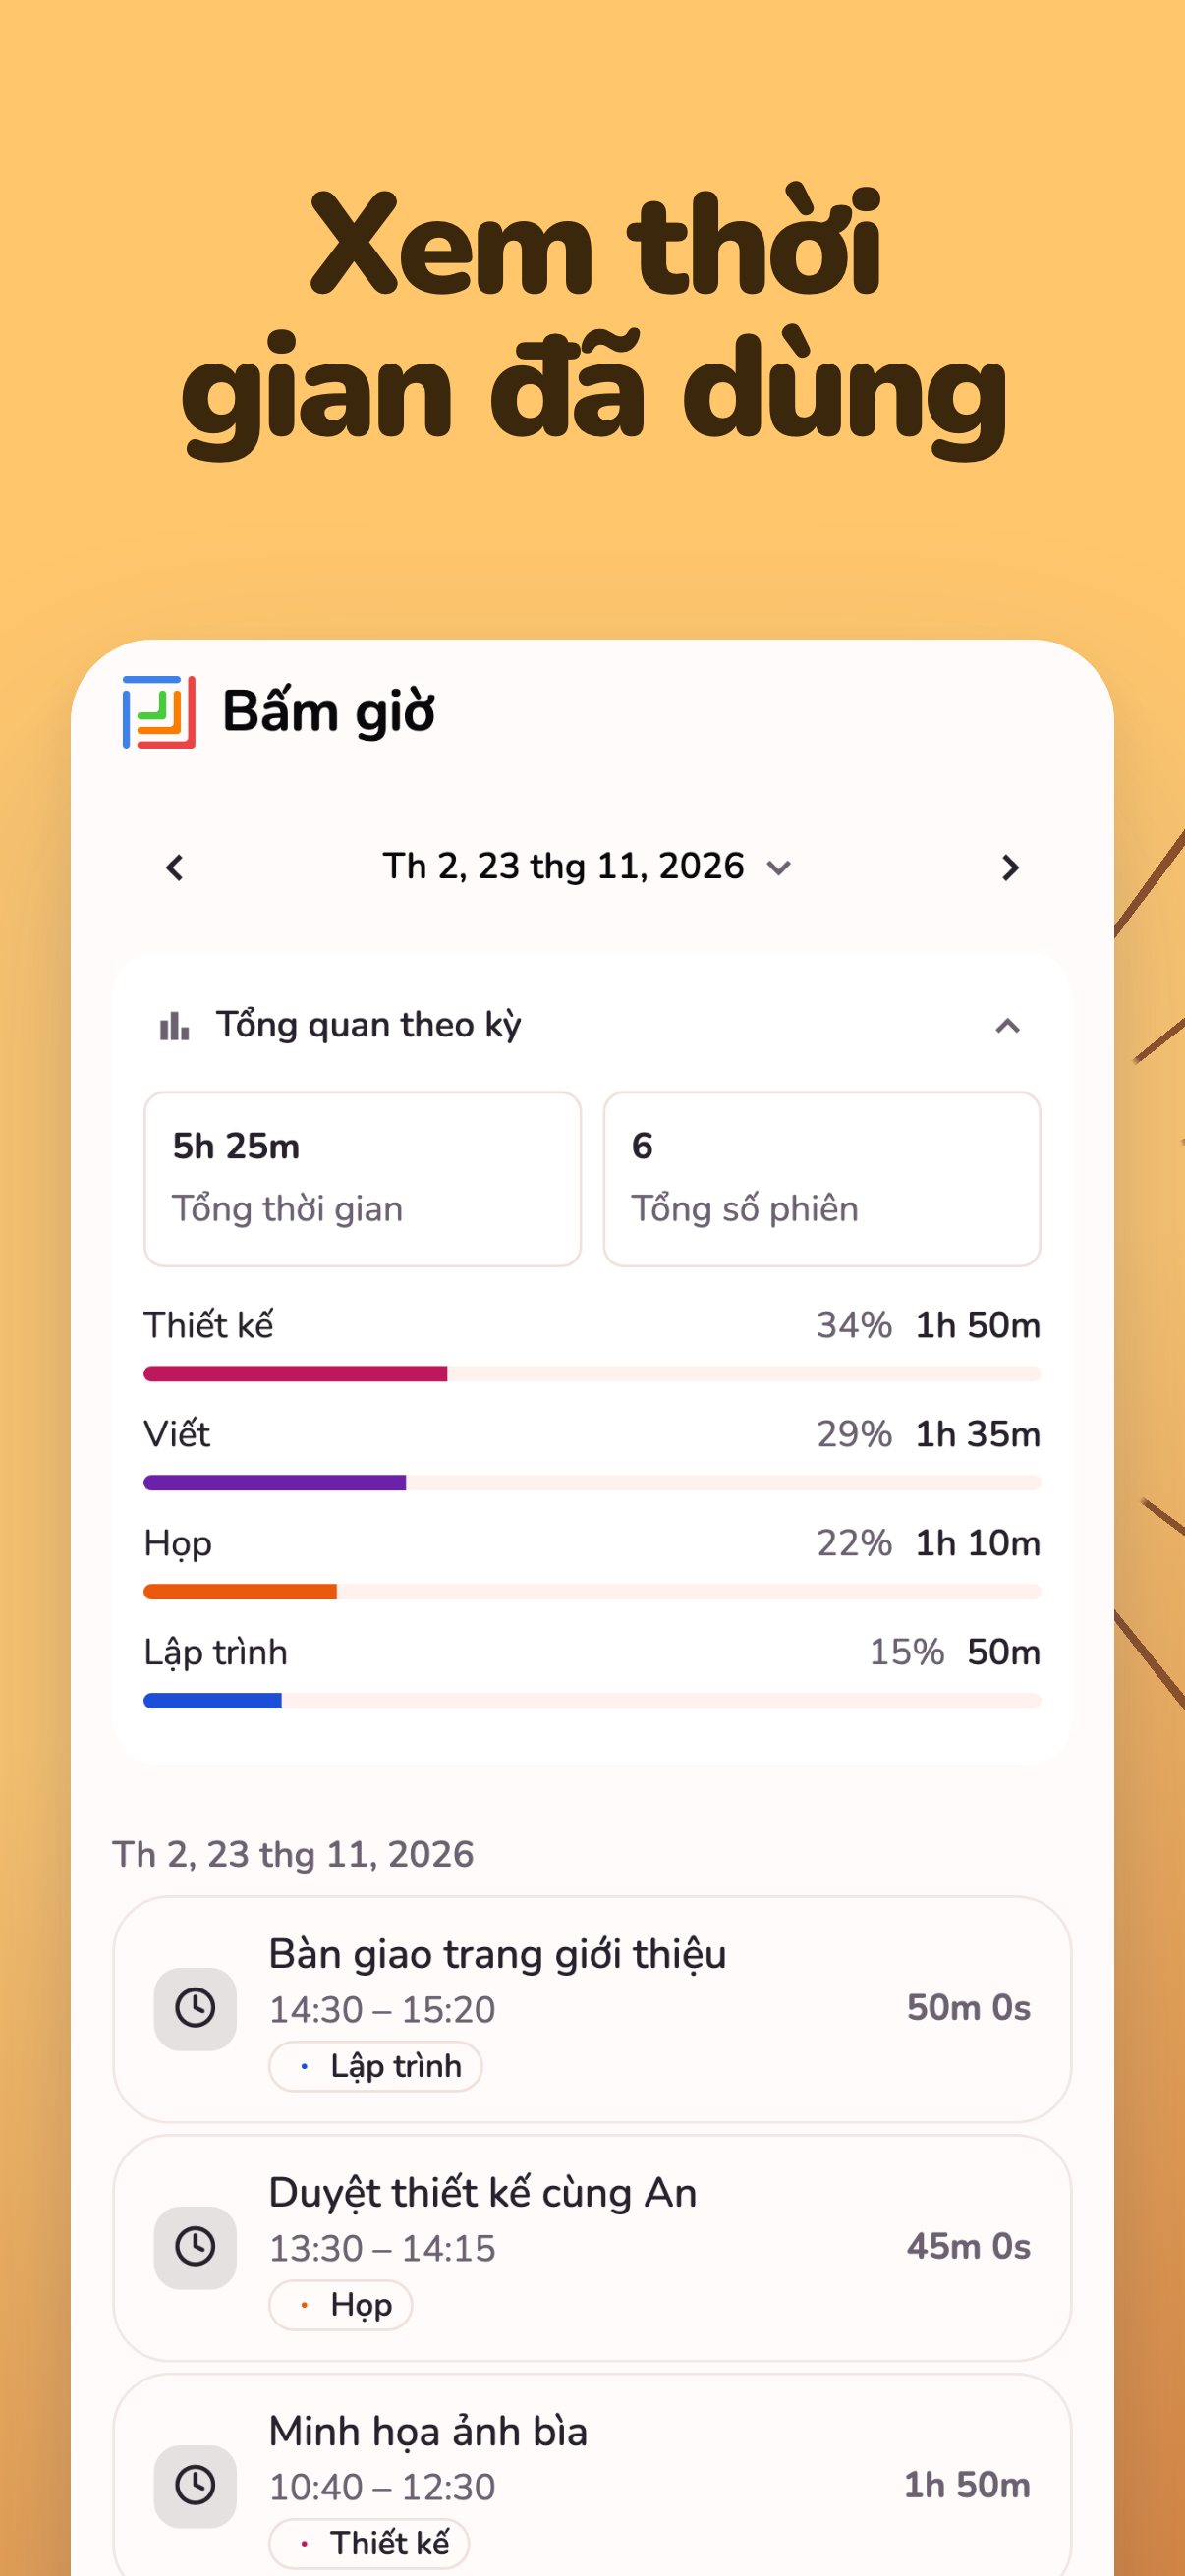 Xem thời
gian đã dùng
Bấm giờ
Th 2, 23 thg 11, 2026
Tổng quan theo kỳ
5h 25m
Tổng thời gian
6
Tổng số phiên
Thiết kế 34% 1h 50m
Viết 29% 1h 35m
Họp 22% 1h 10m
Lập trình 15% 50m
Th 2, 23 thg 11, 2026
Bàn giao trang giới thiệu
14:30 – 15:20
50m 0s
Lập trình
Duyệt thiết kế cùng An
13:30 – 14:15
45m 0s
Họp
Minh họa ảnh bìa
10:40 – 12:30
1h 50m
Thiết kế